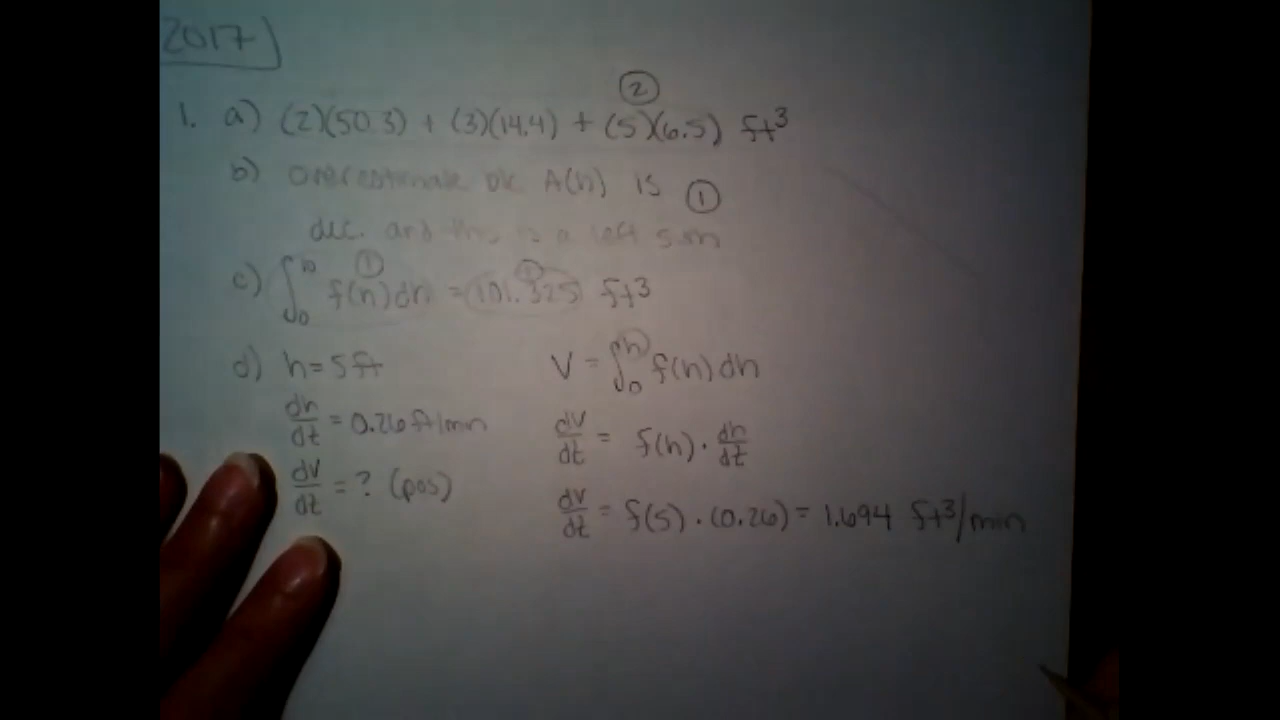 2017
②
1. a) (2)(50.3) + (3)(14.4) + (5)(6.5) ft³
b) overestimate b/c A(h) is ①
dec. and this is a left sum
① ①
c) ∫₀¹⁰ f(h)dh = 101.325 ft³
d) h=5ft V = ∫₀ʰ f(h) dh
dh/dt = 0.26 ft/min dV/dt = f(h) · dh/dt
dV/dt = ? (pos)
dV/dt = f(5) · (0.26) = 1.694 ft³/min